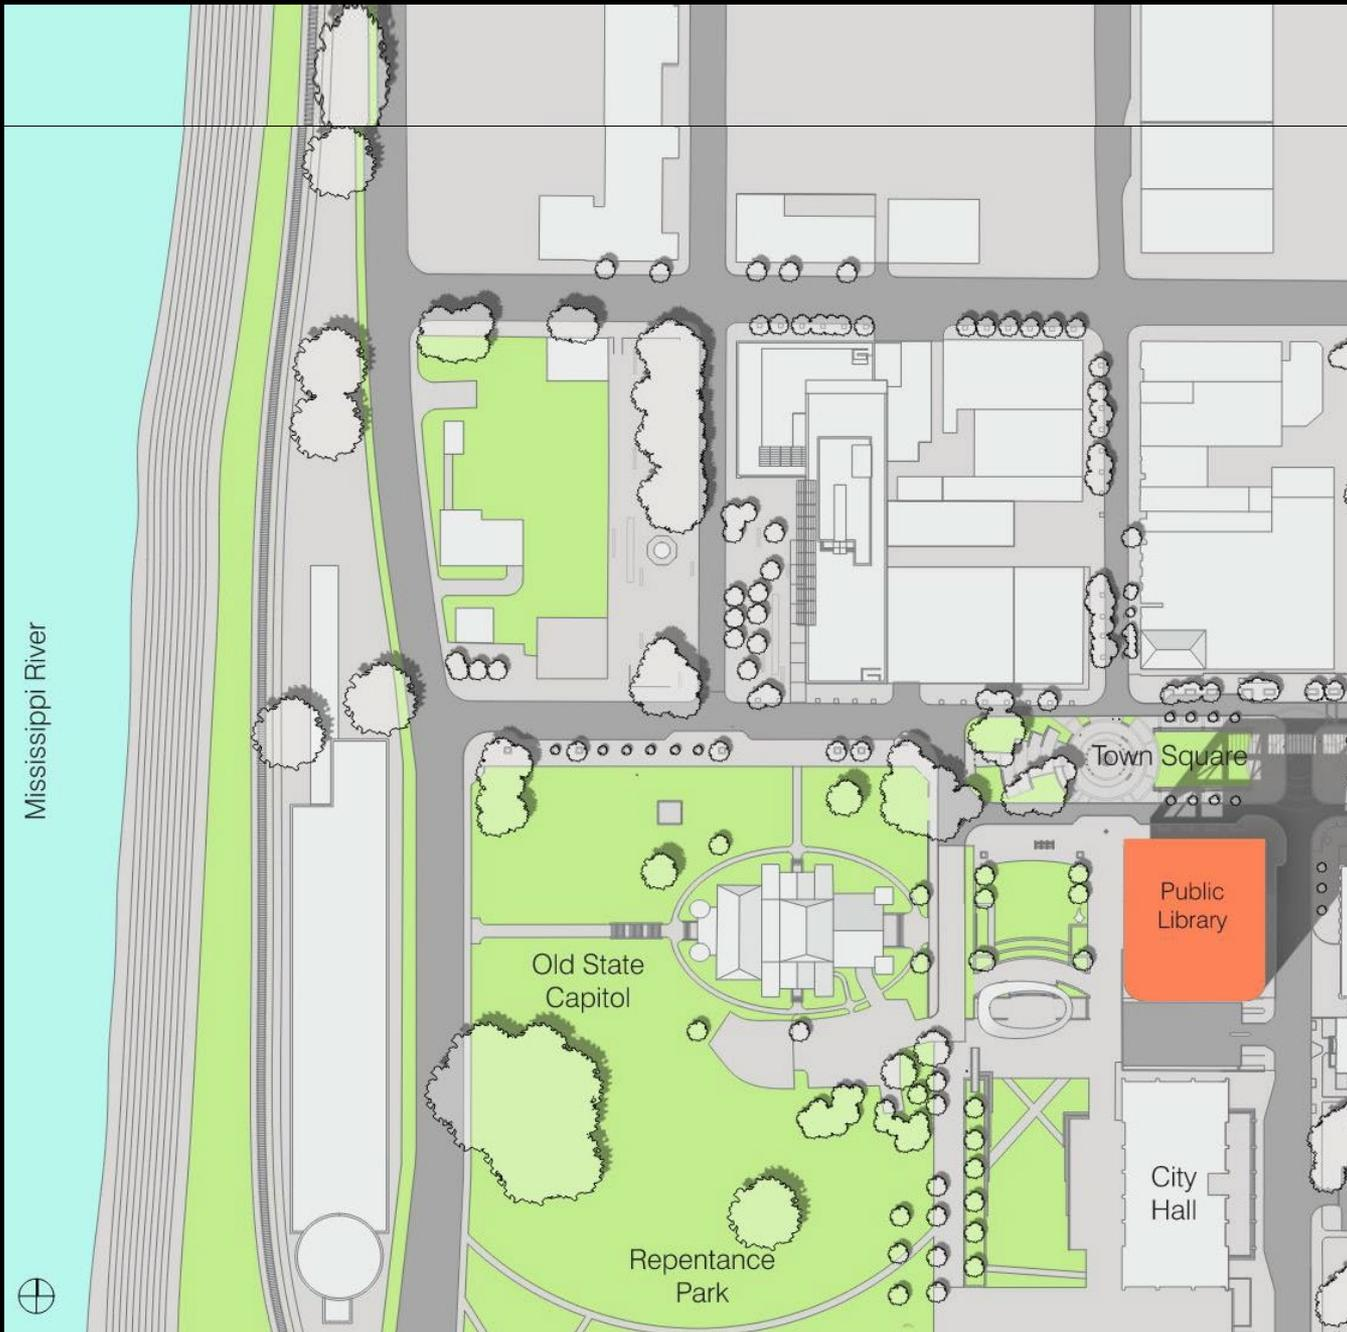 Town Square
Public
Library
Mississippi River
Old State
Capitol
City
Hall
Repentance
Park